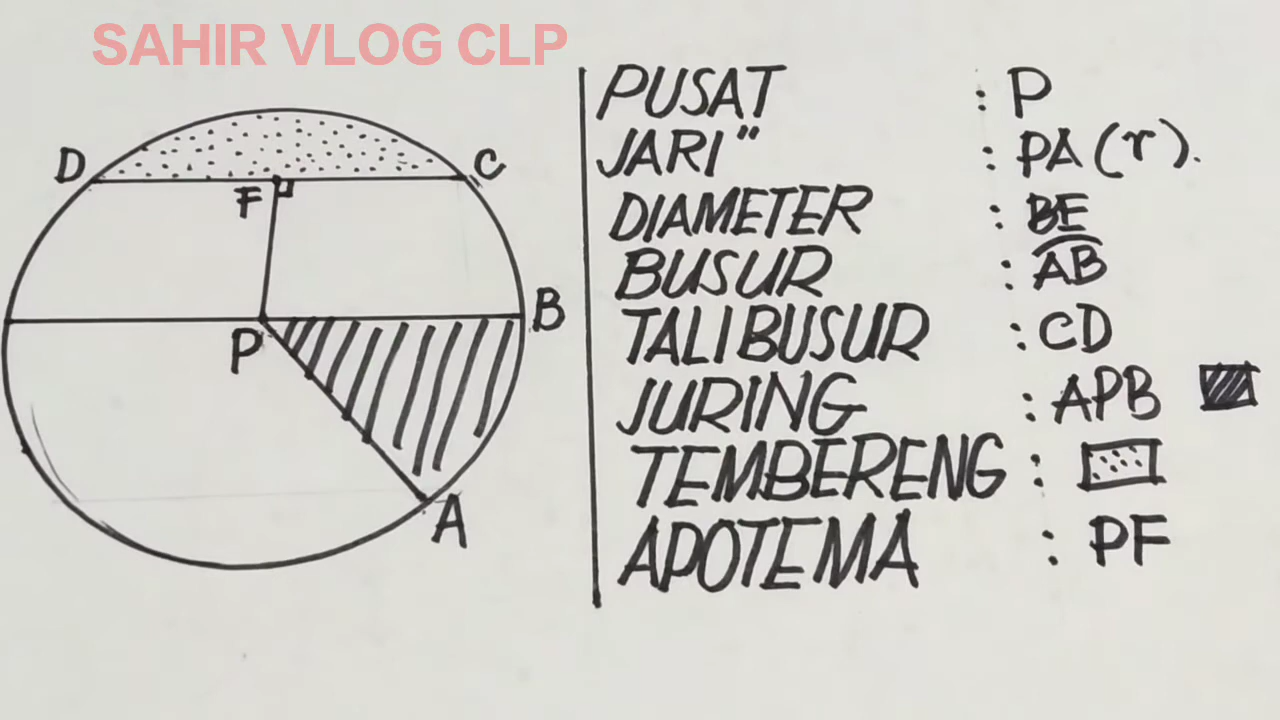 SAHIR VLOG CLP
D
C
F
P
B
A
PUSAT : P
JARI" : PA (r).
DIAMETER : BE
BUSUR : AB
TALI BUSUR : CD
JURING : APB
TEMBERENG :
APOTEMA : PF